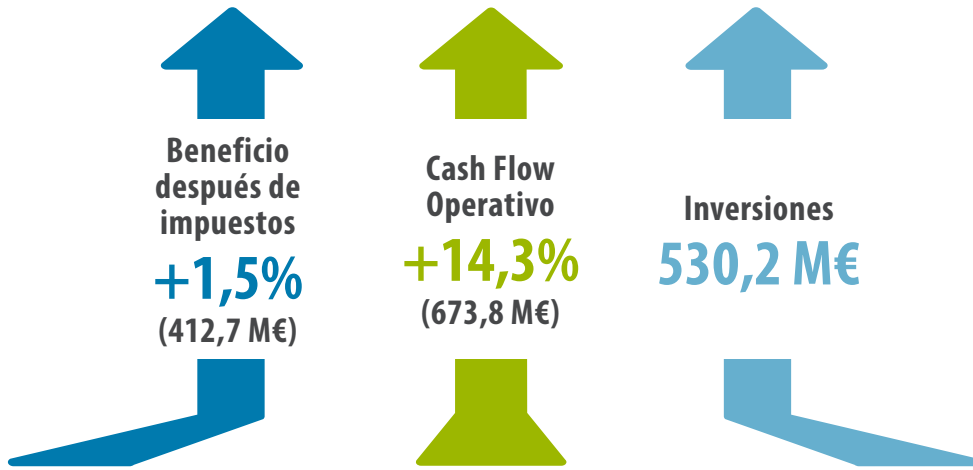 Beneficio
después de
impuestos
+1,5%
(412,7 M€)
Cash Flow
Operativo
+14,3%
(673,8 M€)
Inversiones
530,2 M€